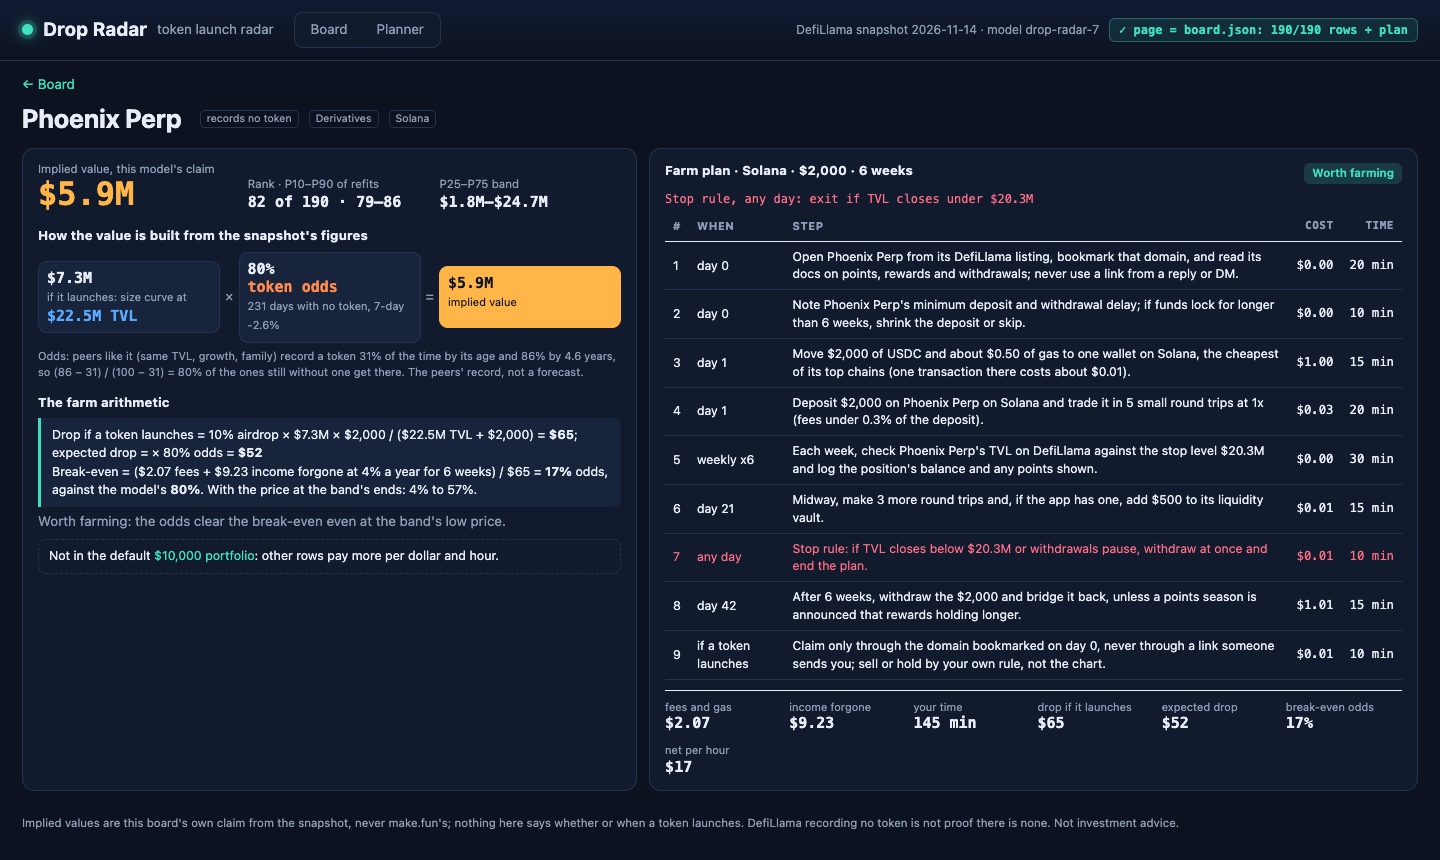 Drop Radar token launch radar Board Planner DefiLlama snapshot 2026-11-14 · model drop-radar-7 ✓ page = board.json: 190/190 rows + plan
← Board
Phoenix Perp records no token Derivatives Solana
Implied value, this model's claim
$5.9M
Rank · P10–P90 of refits
82 of 190 · 79–86
P25–P75 band
$1.8M–$24.7M
How the value is built from the snapshot's figures
$7.3M
if it launches: size curve at
$22.5M TVL
×
80%
token odds
231 days with no token, 7-day
-2.6%
=
$5.9M
implied value
Odds: peers like it (same TVL, growth, family) record a token 31% of the time by its age and 86% by 4.6 years,
so (86 − 31) / (100 − 31) = 80% of the ones still without one get there. The peers' record, not a forecast.
The farm arithmetic
Drop if a token launches = 10% airdrop × $7.3M × $2,000 / ($22.5M TVL + $2,000) = $65;
expected drop = × 80% odds = $52
Break-even = ($2.07 fees + $9.23 income forgone at 4% a year for 6 weeks) / $65 = 17% odds,
against the model's 80%. With the price at the band's ends: 4% to 57%.
Worth farming: the odds clear the break-even even at the band's low price.
Not in the default $10,000 portfolio: other rows pay more per dollar and hour.
Farm plan · Solana · $2,000 · 6 weeks Worth farming
Stop rule, any day: exit if TVL closes under $20.3M
# WHEN STEP COST TIME
1 day 0 Open Phoenix Perp from its DefiLlama listing, bookmark that domain, and read its $0.00 20 min
docs on points, rewards and withdrawals; never use a link from a reply or DM.
2 day 0 Note Phoenix Perp's minimum deposit and withdrawal delay; if funds lock for longer $0.00 10 min
than 6 weeks, shrink the deposit or skip.
3 day 1 Move $2,000 of USDC and about $0.50 of gas to one wallet on Solana, the cheapest $1.00 15 min
of its top chains (one transaction there costs about $0.01).
4 day 1 Deposit $2,000 on Phoenix Perp on Solana and trade it in 5 small round trips at 1x $0.03 20 min
(fees under 0.3% of the deposit).
5 weekly x6 Each week, check Phoenix Perp's TVL on DefiLlama against the stop level $20.3M $0.00 30 min
and log the position's balance and any points shown.
6 day 21 Midway, make 3 more round trips and, if the app has one, add $500 to its liquidity $0.01 15 min
vault.
7 any day Stop rule: if TVL closes below $20.3M or withdrawals pause, withdraw at once and $0.01 10 min
end the plan.
8 day 42 After 6 weeks, withdraw the $2,000 and bridge it back, unless a points season is $1.01 15 min
announced that rewards holding longer.
9 if a token launches Claim only through the domain bookmarked on day 0, never through a link someone $0.01 10 min
sends you; sell or hold by your own rule, not the chart.
fees and gas income forgone your time drop if it launches expected drop break-even odds
$2.07 $9.23 145 min $65 $52 17%
net per hour
$17
Implied values are this board's own claim from the snapshot, never make.fun's; nothing here says whether or when a token launches. DefiLlama recording no token is not proof there is none. Not investment advice.